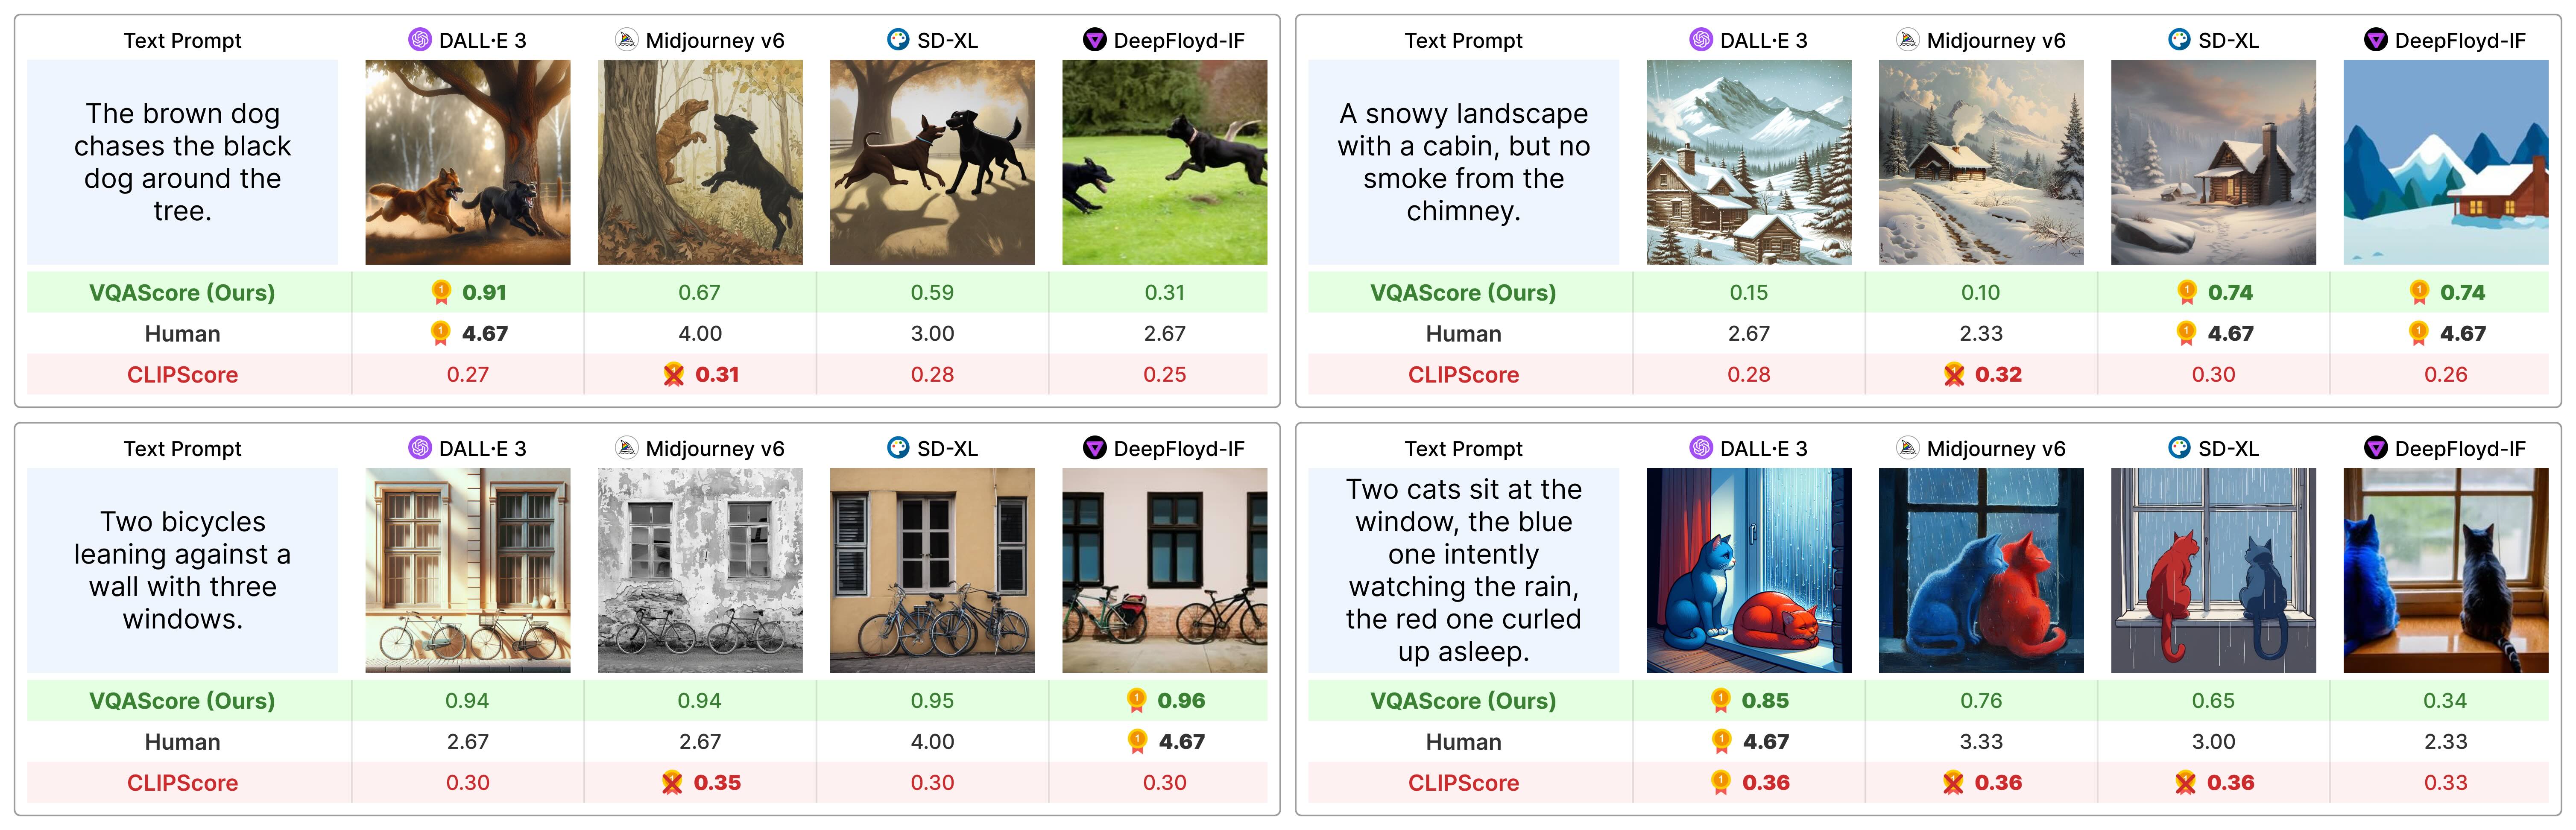 Text Prompt DALL·E 3 Midjourney v6 SD-XL DeepFloyd-IF
The brown dog
chases the black
dog around the
tree.
VQAScore (Ours) 0.91 0.67 0.59 0.31
Human 4.67 4.00 3.00 2.67
CLIPScore 0.27 0.31 0.28 0.25
Text Prompt DALL·E 3 Midjourney v6 SD-XL DeepFloyd-IF
A snowy landscape
with a cabin, but no
smoke from the
chimney.
VQAScore (Ours) 0.15 0.10 0.74 0.74
Human 2.67 2.33 4.67 4.67
CLIPScore 0.28 0.32 0.30 0.26
Text Prompt DALL·E 3 Midjourney v6 SD-XL DeepFloyd-IF
Two bicycles
leaning against a
wall with three
windows.
VQAScore (Ours) 0.94 0.94 0.95 0.96
Human 2.67 2.67 4.00 4.67
CLIPScore 0.30 0.35 0.30 0.30
Text Prompt DALL·E 3 Midjourney v6 SD-XL DeepFloyd-IF
Two cats sit at the
window, the blue
one intently
watching the rain,
the red one curled
up asleep.
VQAScore (Ours) 0.85 0.76 0.65 0.34
Human 4.67 3.33 3.00 2.33
CLIPScore 0.36 0.36 0.36 0.33